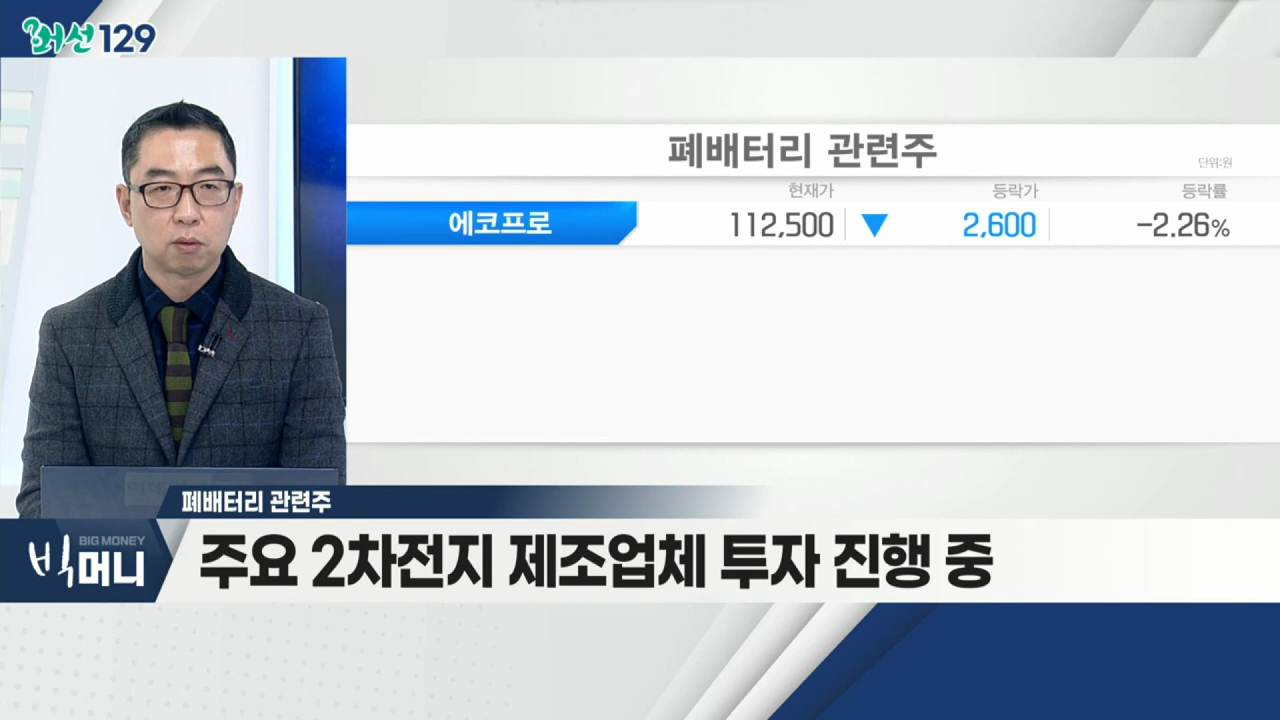 머선129
폐배터리 관련주
단위:원
현재가 등락가 등락률
에코프로 112,500 ▼ 2,600 -2.26%
폐배터리 관련주
BIG MONEY
빅머니
주요 2차전지 제조업체 투자 진행 중